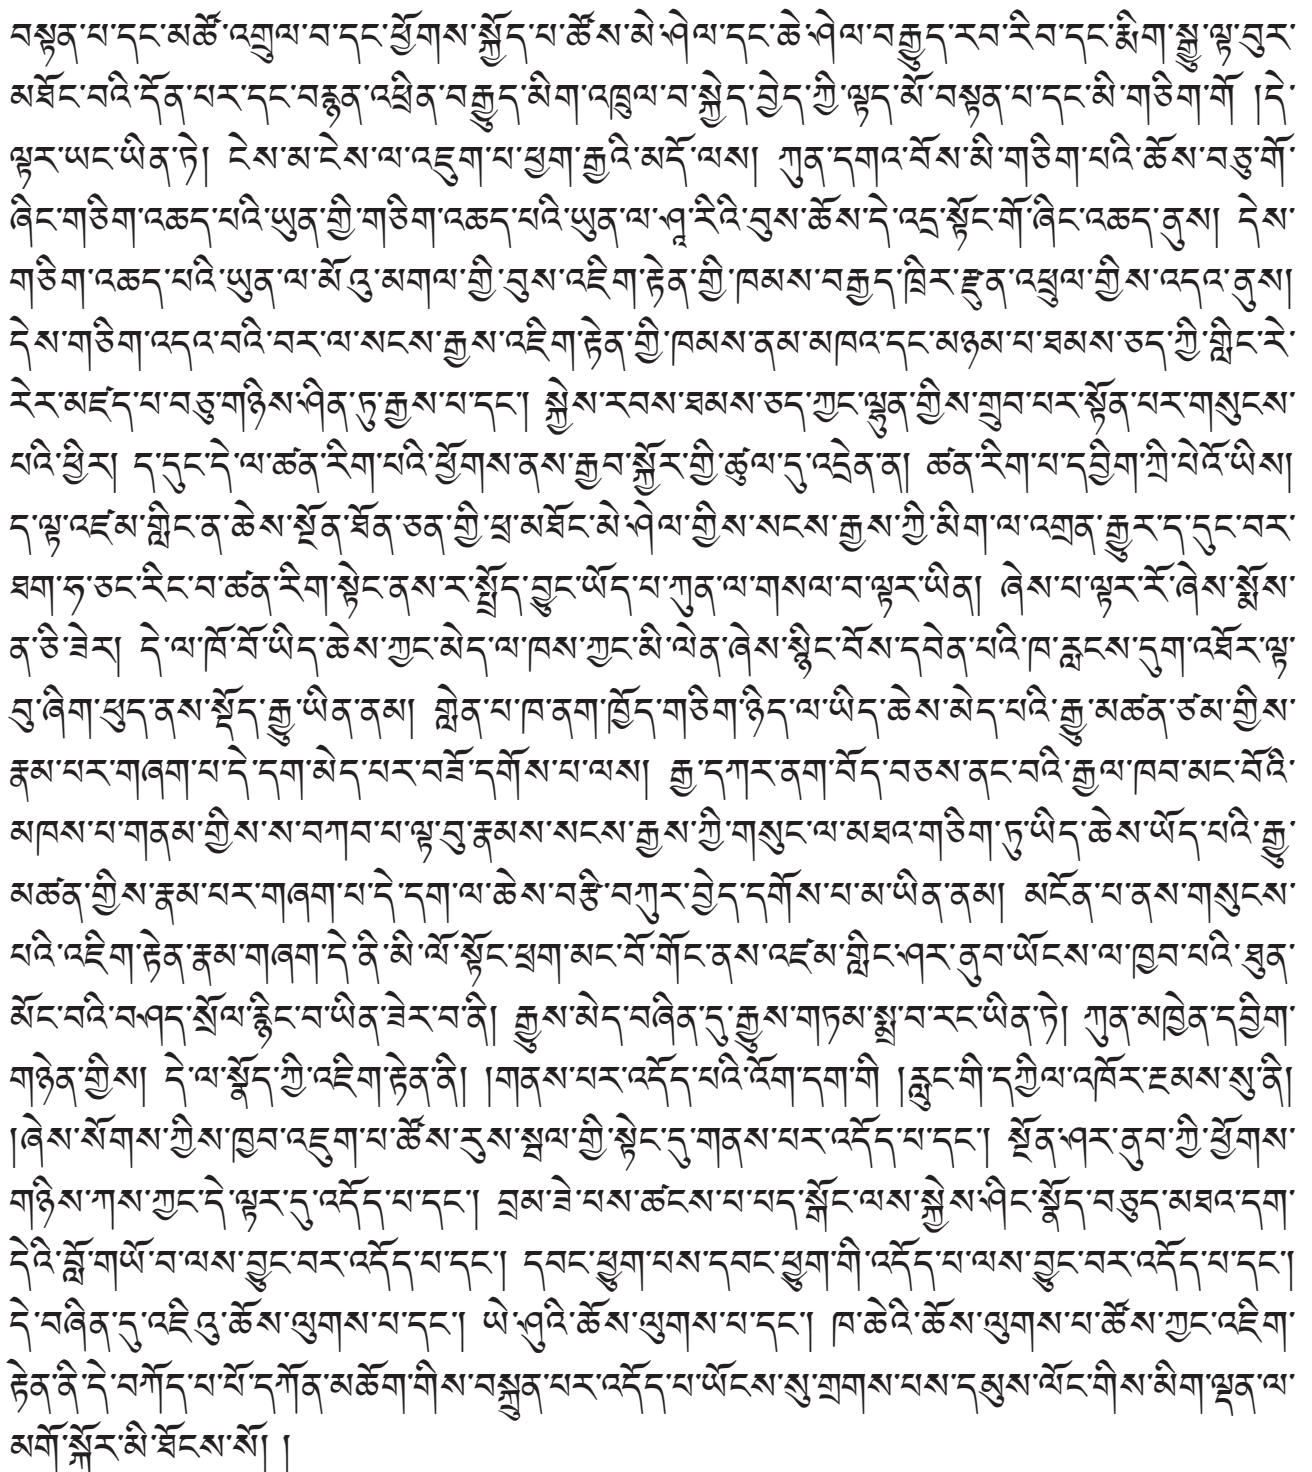 བསྟན་པ་དང་མཚོ་འགྲུལ་བ་དང་ཕྱོགས་སྐྱོད་པ་ཚོས་མེ་ཤེལ་དང་ཆེ་ཤེལ་བརྒྱུད་རབ་རིབ་དང་རྨིག་སྒྱུ་ལྟ་བུར་
མཐོང་བའི་དོན་པར་དང་བརྙན་འཕྲིན་བརྒྱུད་མིག་འཁྲུལ་བ་སྐྱེད་བྱེད་ཀྱི་ལྟད་མོ་བསྟན་པ་དང་མི་གཅིག་གོ །དེ་
ལྟར་ཡང་ཡིན་ཏེ། ངེས་མ་ངེས་ལ་འཇུག་པ་ཕྱག་རྒྱའི་མདོ་ལས། ཀུན་དགའ་བོས་མི་གཅིག་པའི་ཆོས་བཅུ་གོ་
ཞིང་གཅིག་འཆད་པའི་ཡུན་གྱི་གཅིག་འཆད་པའི་ཡུན་ལ་ཤཱ་རིའི་བུས་ཆོས་དེ་འདྲ་སྟོང་གོ་ཞིང་འཆད་ནུས། དེས་
གཅིག་འཆད་པའི་ཡུན་ལ་མོའུ་མགལ་གྱི་བུས་འཇིག་རྟེན་གྱི་ཁམས་བརྒྱད་ཁྲིར་རྫུན་འཕྲུལ་གྱིས་འདའ་ནུས།
དེས་གཅིག་འདའ་བའི་བར་ལ་སངས་རྒྱས་འཇིག་རྟེན་གྱི་ཁམས་ནམ་མཁའ་དང་མཉམ་པ་ཐམས་ཅད་ཀྱི་གླིང་རེ་
རེར་མཛད་པ་བཅུ་གཉིས་ཤིན་ཏུ་རྒྱས་པ་དང་། སྐྱེས་རབས་ཐམས་ཅད་ཀྱང་ལྷུན་གྱིས་གྲུབ་པར་སྟོན་པར་གསུངས་
པའི་ཕྱིར། ད་དུང་དེ་ལ་ཚན་རིག་པའི་ཕྱོགས་ནས་རྒྱབ་སྐྱོར་གྱི་ཚུལ་དུ་འདྲེན་ན། ཚན་རིག་པ་དབྱིག་ཀྲི་པེའོ་ཡིས།
ད་ལྟ་འཛམ་གླིང་ན་ཆེས་སྔོན་ཐོན་ཅན་གྱི་ཕྲ་མཐོང་མེ་ཤེལ་གྱིས་སངས་རྒྱས་ཀྱི་མིག་ལ་འགྲན་རྒྱུར་ད་དུང་བར་
ཐག་ཧ་ཅང་རིང་བ་ཚན་རིག་སྟེང་ནས་ར་སྤྲོད་བྱུང་ཡོད་པ་ཀུན་ལ་གསལ་བ་ལྟར་ཡིན། ཞེས་པ་ལྟར་རོ་ཞེས་སྨོས་
ན་ཅི་ཟེར། དེ་ལ་ཁོ་བོ་ཡིད་ཆེས་ཀྱང་མེད་ལ་ཁས་ཀྱང་མི་ལེན་ཞེས་སྙིང་བོས་དབེན་པའི་ཁ་རླངས་དུག་འཐོར་ལྟ་
བུ་ཞིག་ཕུད་ནས་སྡོད་རྒྱུ་ཡིན་ནམ། གླེན་པ་ཁ་ནག་ཁྱོད་གཅིག་ཉིད་ལ་ཡིད་ཆེས་མེད་པའི་རྒྱུ་མཚན་ཙམ་གྱིས་
རྣམ་པར་གཞག་པ་དེ་དག་མེད་པར་བཟོ་དགོས་པ་ལས། རྒྱ་དཀར་ནག་བོད་བཅས་ནང་བའི་རྒྱལ་ཁབ་མང་བོའི་
མཁས་པ་གནམ་གྱིས་ས་བཀབ་པ་ལྟ་བུ་རྣམས་སངས་རྒྱས་ཀྱི་གསུང་ལ་མཐའ་གཅིག་ཏུ་ཡིད་ཆེས་ཡོད་པའི་རྒྱུ་
མཚན་གྱིས་རྣམ་པར་གཞག་པ་དེ་དག་ལ་ཆེས་བརྩི་བཀུར་བྱེད་དགོས་པ་མ་ཡིན་ནམ། མངོན་པ་ནས་གསུངས་
པའི་འཇིག་རྟེན་རྣམ་གཞག་དེ་ནི་མི་ལོ་སྟོང་ཕྲག་མང་བོ་གོང་ནས་འཛམ་གླིང་ཤར་ནུབ་ཡོངས་ལ་ཁྱབ་པའི་ཐུན་
མོང་བའི་བཤད་སྲོལ་རྙིང་བ་ཡིན་ཟེར་བ་ནི། རྒྱུས་མེད་བཞིན་དུ་རྒྱུས་གཏམ་སྨྲ་བ་རང་ཡིན་ཏེ། ཀུན་མཁྱེན་དབྱིག་
གཉེན་གྱིས། དེ་ལ་སྣོད་ཀྱི་འཇིག་རྟེན་ནི། །གནས་པར་འདོད་པའི་འོག་དག་གི །རླུང་གི་དཀྱིལ་འཁོར་རྔམས་སུ་ནི།
།ཞེས་སོགས་ཀྱིས་ཁྱབ་འཇུག་པ་ཚོས་རུས་སྦལ་གྱི་སྟེང་དུ་གནས་པར་འདོད་པ་དང་། སྔོན་ཤར་ནུབ་ཀྱི་ཕྱོགས་
གཉིས་ཀས་ཀྱང་དེ་ལྟར་དུ་འདོད་པ་དང་། བྲམ་ཟེ་པས་ཚངས་པ་པད་སྒོང་ལས་སྐྱེས་ཤིང་སྣོད་བཅུད་མཐའ་དག་
དེའི་བློ་གཡོ་བ་ལས་བྱུང་བར་འདོད་པ་དང་། དབང་ཕྱུག་པས་དབང་ཕྱུག་གི་འདོད་པ་ལས་བྱུང་བར་འདོད་པ་དང་།
དེ་བཞིན་དུ་འཇིའུ་ཆོས་ལུགས་པ་དང་། ཡེ་ཤུའི་ཆོས་ལུགས་པ་དང་། ཁ་ཆེའི་ཆོས་ལུགས་པ་ཚོས་ཀྱང་འཇིག་
རྟེན་ནི་དེ་བཀོད་པ་པོ་དཀོན་མཆོག་གིས་བསྐྲུན་པར་འདོད་པ་ཡོངས་སུ་གྲགས་པས་དམུས་ལོང་གིས་མིག་ལྡན་ལ་
མགོ་སྐོར་མི་ཐོངས་སོ། །